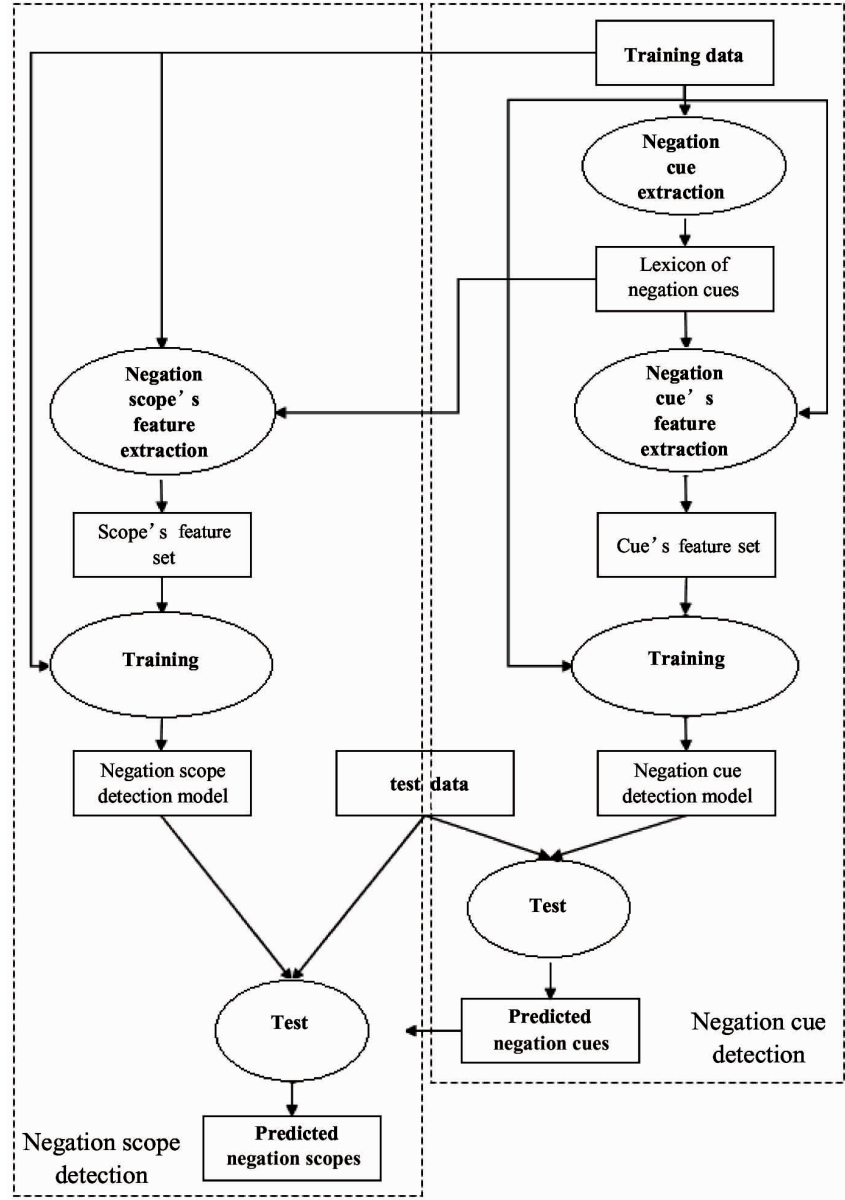 Training data
Negation
cue
extraction
Lexicon of
negation cues
Negation
scope’s
feature
extraction
Negation
cue’s
feature
extraction
Scope’s feature
set
Cue’s feature set
Training
Training
Negation scope
detection model
test data
Negation cue
detection model
Test
Test
Predicted
negation cues
Negation cue
detection
Predicted
negation scopes
Negation scope
detection